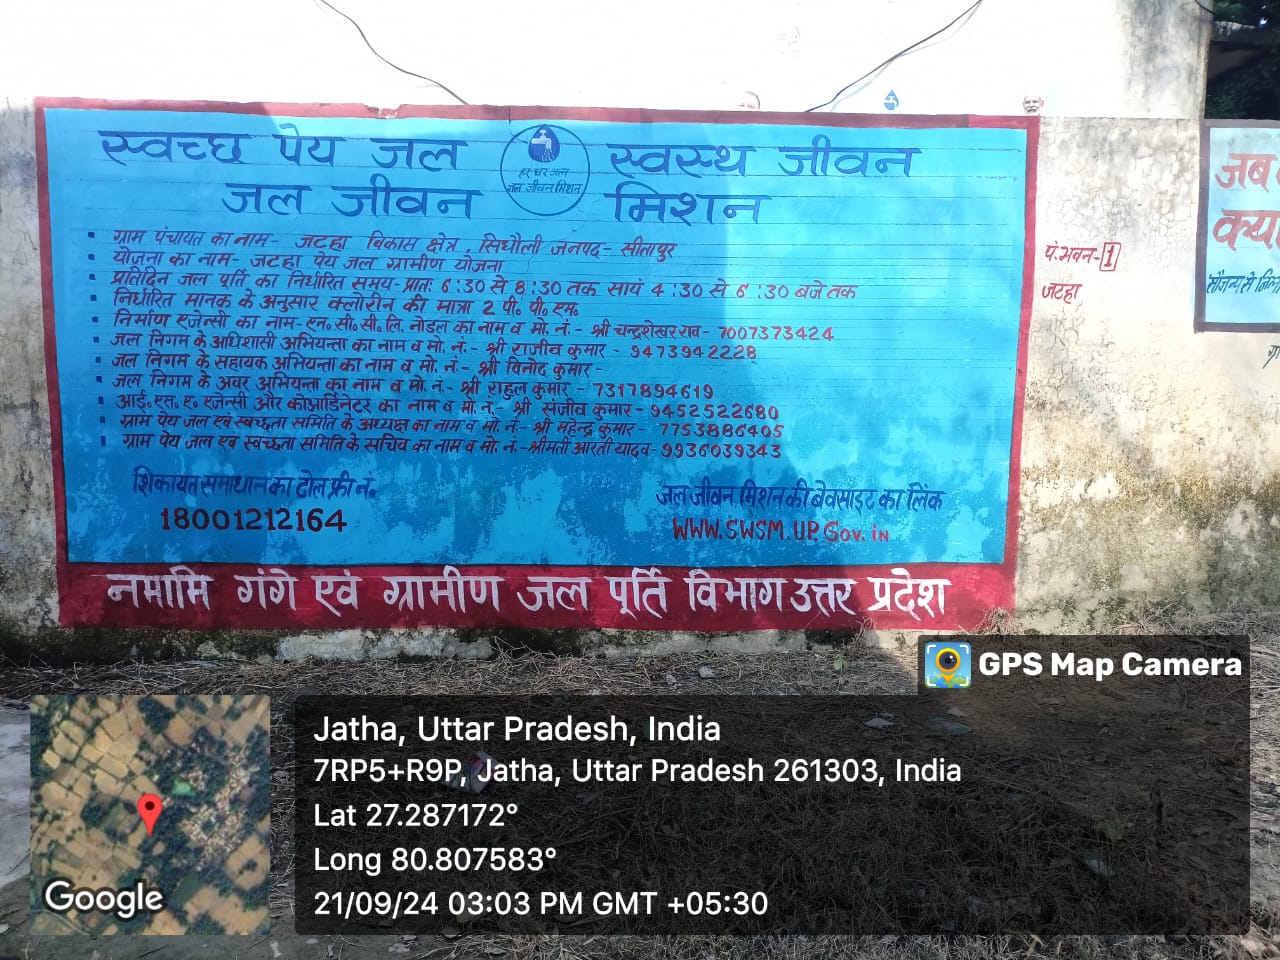 स्वच्छ पेय जल स्वस्थ जीवन
हर घर जल
जल जीवन मिशन
जल जीवन मिशन
ग्राम पंचायत का नाम- जटहा विकास क्षेत्र. सिधौली जनपद- सीतापुर
योजना का नाम- जटहा पेय जल ग्रामीण योजना
प्रतिदिन जल पूर्ति का निर्धारित समय- प्रातः 6:30 से 8:30 तक सायं 4:30 से 6:30 बजे तक
निर्धारित मानक के अनुसार क्लोरीन की मात्रा 2 पी. पी. एम.
निर्माण एजेन्सी का नाम- एन. सी. सी. लि. नोडल का नाम व मो. नं.- श्री चन्द्रशेखर राव- 7007373424
जल निगम के अधिशासी अभियन्ता का नाम व मो. नं.- श्री राजीव कुमार - 9473942228
जल निगम के सहायक अभियन्ता का नाम व मो. नं.- श्री विनोद कुमार-
जल निगम के अवर अभियन्ता का नाम व मो. नं.- श्री राहुल कुमार - 7317894619
आई. एस. ए. एजेन्सी और कोआर्डिनेटर का नाम व मो. नं.- श्री संजीव कुमार- 9452522680
ग्राम पेय जल एवं स्वच्छता समिति के अध्यक्ष का नाम व मो. नं.- श्री महेन्द्र कुमार- 7753886405
ग्राम पेय जल एवं स्वच्छता समिति के सचिव का नाम व मो. नं.- श्रीमती आरती यादव- 9936039343
शिकायत समाधान का टोल फ्री नं.
18001212164
जल जीवन मिशन की वेवसाइट का लिंक
WWW.SWSM.UP.Gov.in
नमामि गंगे एवं ग्रामीण जल पूर्ति विभाग उत्तर प्रदेश
पं. भवन-1
जटहा
जब
क्या
सौजन्य से
GPS Map Camera
Jatha, Uttar Pradesh, India
7RP5+R9P, Jatha, Uttar Pradesh 261303, India
Lat 27.287172°
Long 80.807583°
21/09/24 03:03 PM GMT +05:30
Google